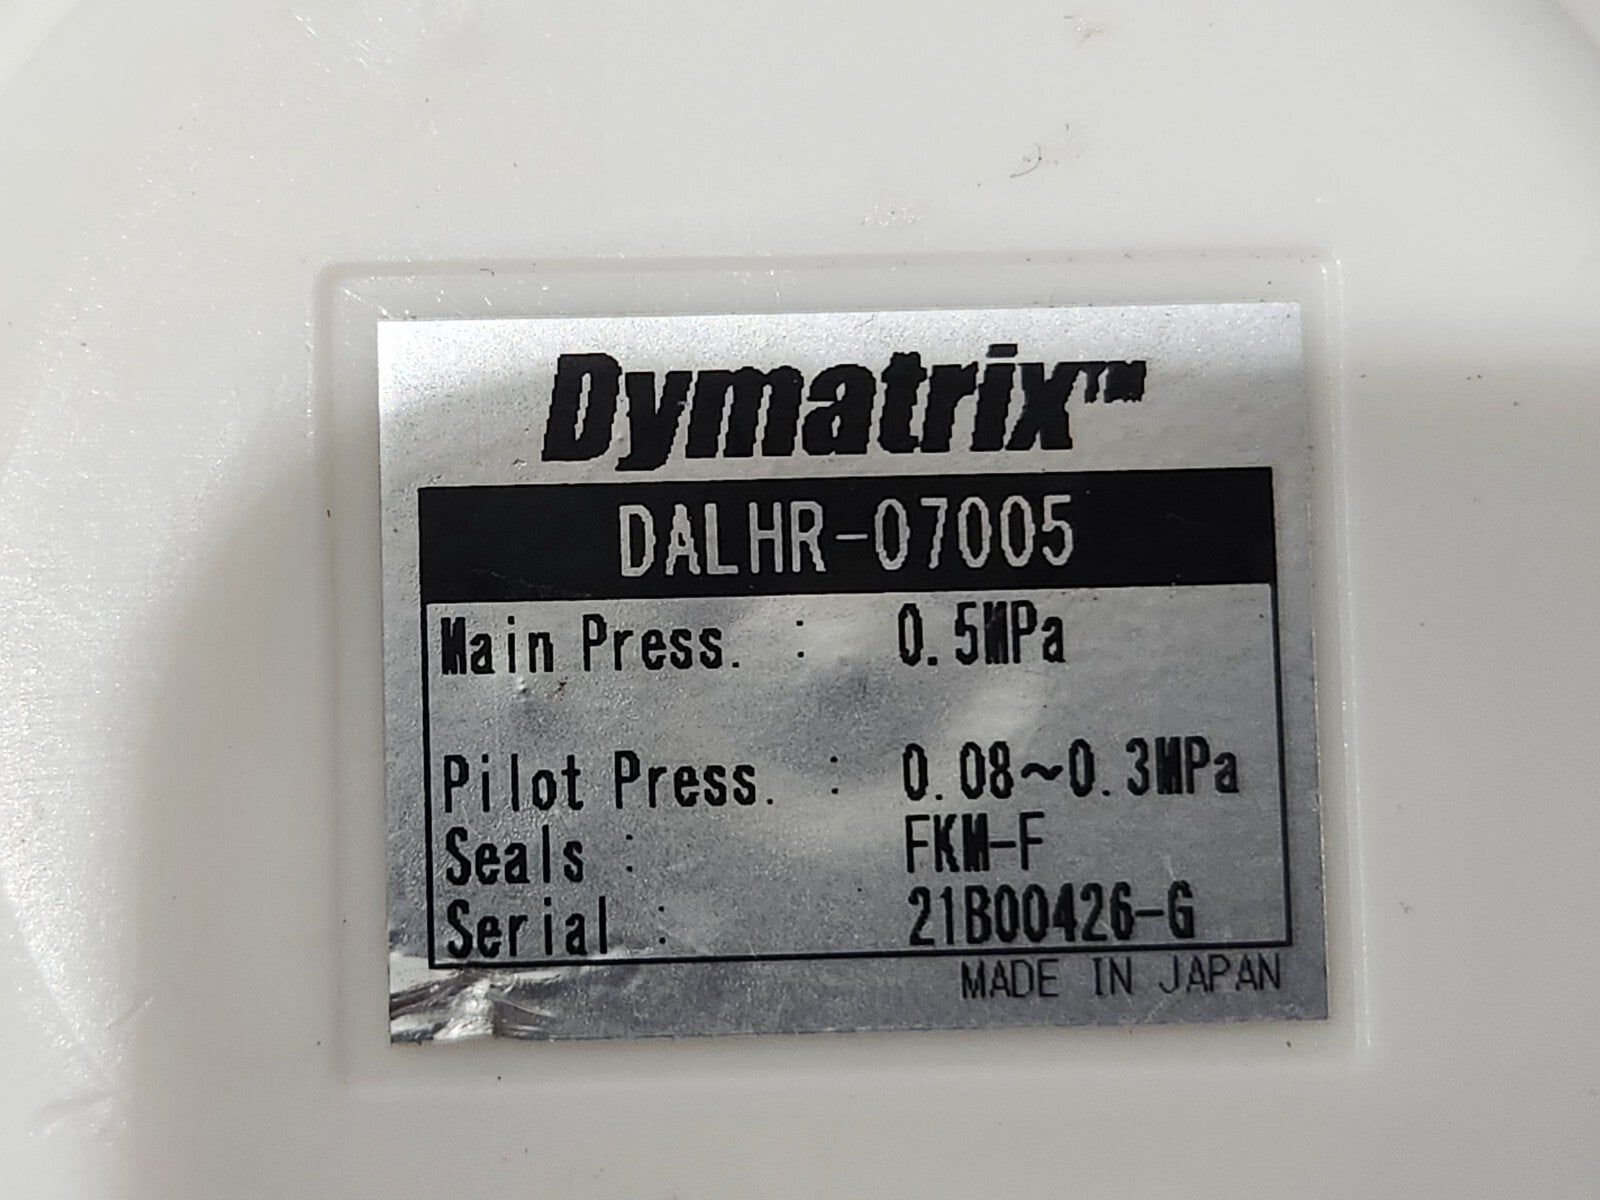 Dymatrix™
DALHR-07005
Main Press. : 0.5MPa
Pilot Press. : 0.08~0.3MPa
Seals : FKM-F
Serial : 21B00426-G
MADE IN JAPAN